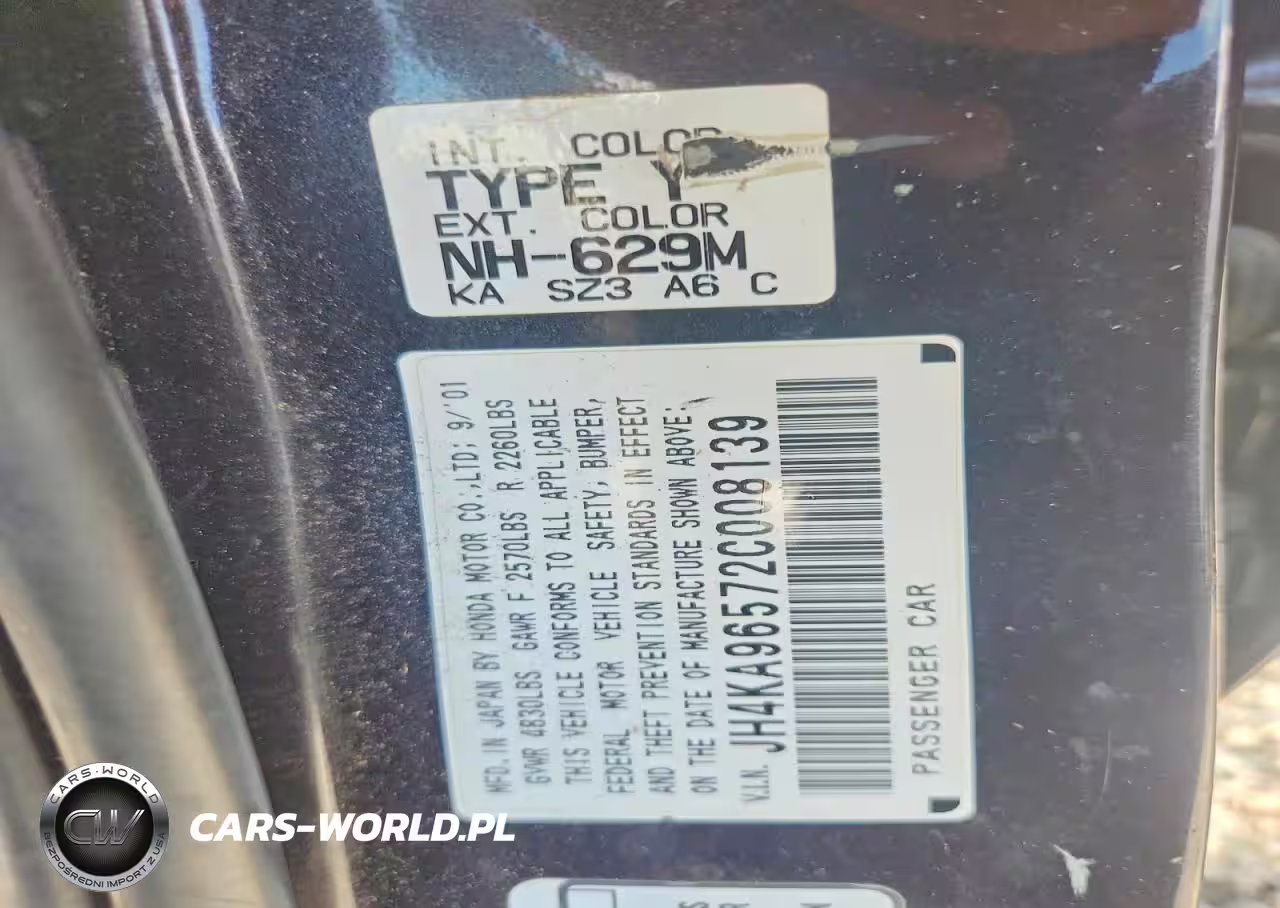 INT. COLOR
TYPE Y
EXT. COLOR
NH-629M
KA SZ3 A6 C
MFD. IN JAPAN BY HONDA MOTOR CO.,LTD; 9/'01
GVWR 4830LBS GAWR F 2570LBS R 2260LBS
THIS VEHICLE CONFORMS TO ALL APPLICABLE
FEDERAL MOTOR VEHICLE SAFETY, BUMPER,
AND THEFT PREVENTION STANDARDS IN EFFECT
ON THE DATE OF MANUFACTURE SHOWN ABOVE:
V.I.N. JH4KA96572C008139
PASSENGER CAR
CARS-WORLD
CW
BEZPOŚREDNI IMPORT Z USA
CARS-WORLD.PL